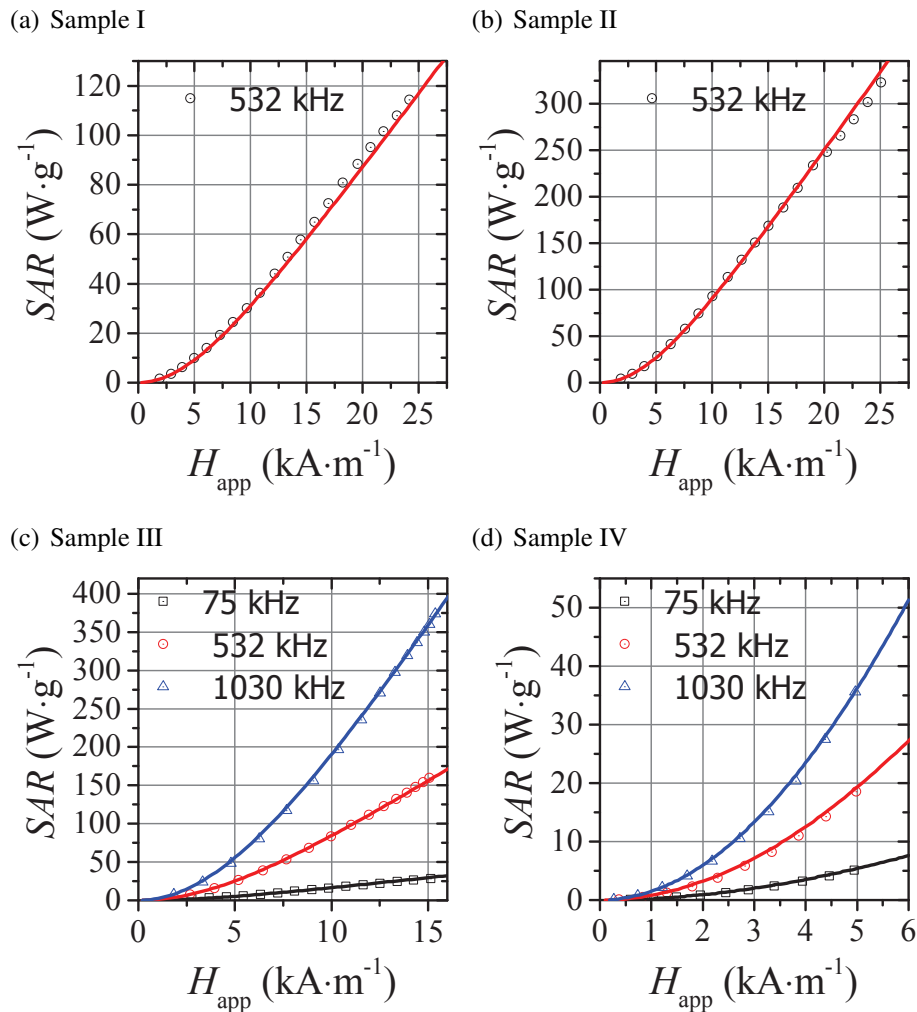 (a) Sample I
SAR (W·g⁻¹)
120
100
80
60
40
20
0
532 kHz
0 5 10 15 20 25
H_app (kA·m⁻¹)
(b) Sample II
SAR (W·g⁻¹)
300
250
200
150
100
50
0
532 kHz
0 5 10 15 20 25
H_app (kA·m⁻¹)
(c) Sample III
SAR (W·g⁻¹)
400
350
300
250
200
150
100
50
0
75 kHz
532 kHz
1030 kHz
0 5 10 15
H_app (kA·m⁻¹)
(d) Sample IV
SAR (W·g⁻¹)
50
40
30
20
10
0
75 kHz
532 kHz
1030 kHz
0 1 2 3 4 5 6
H_app (kA·m⁻¹)